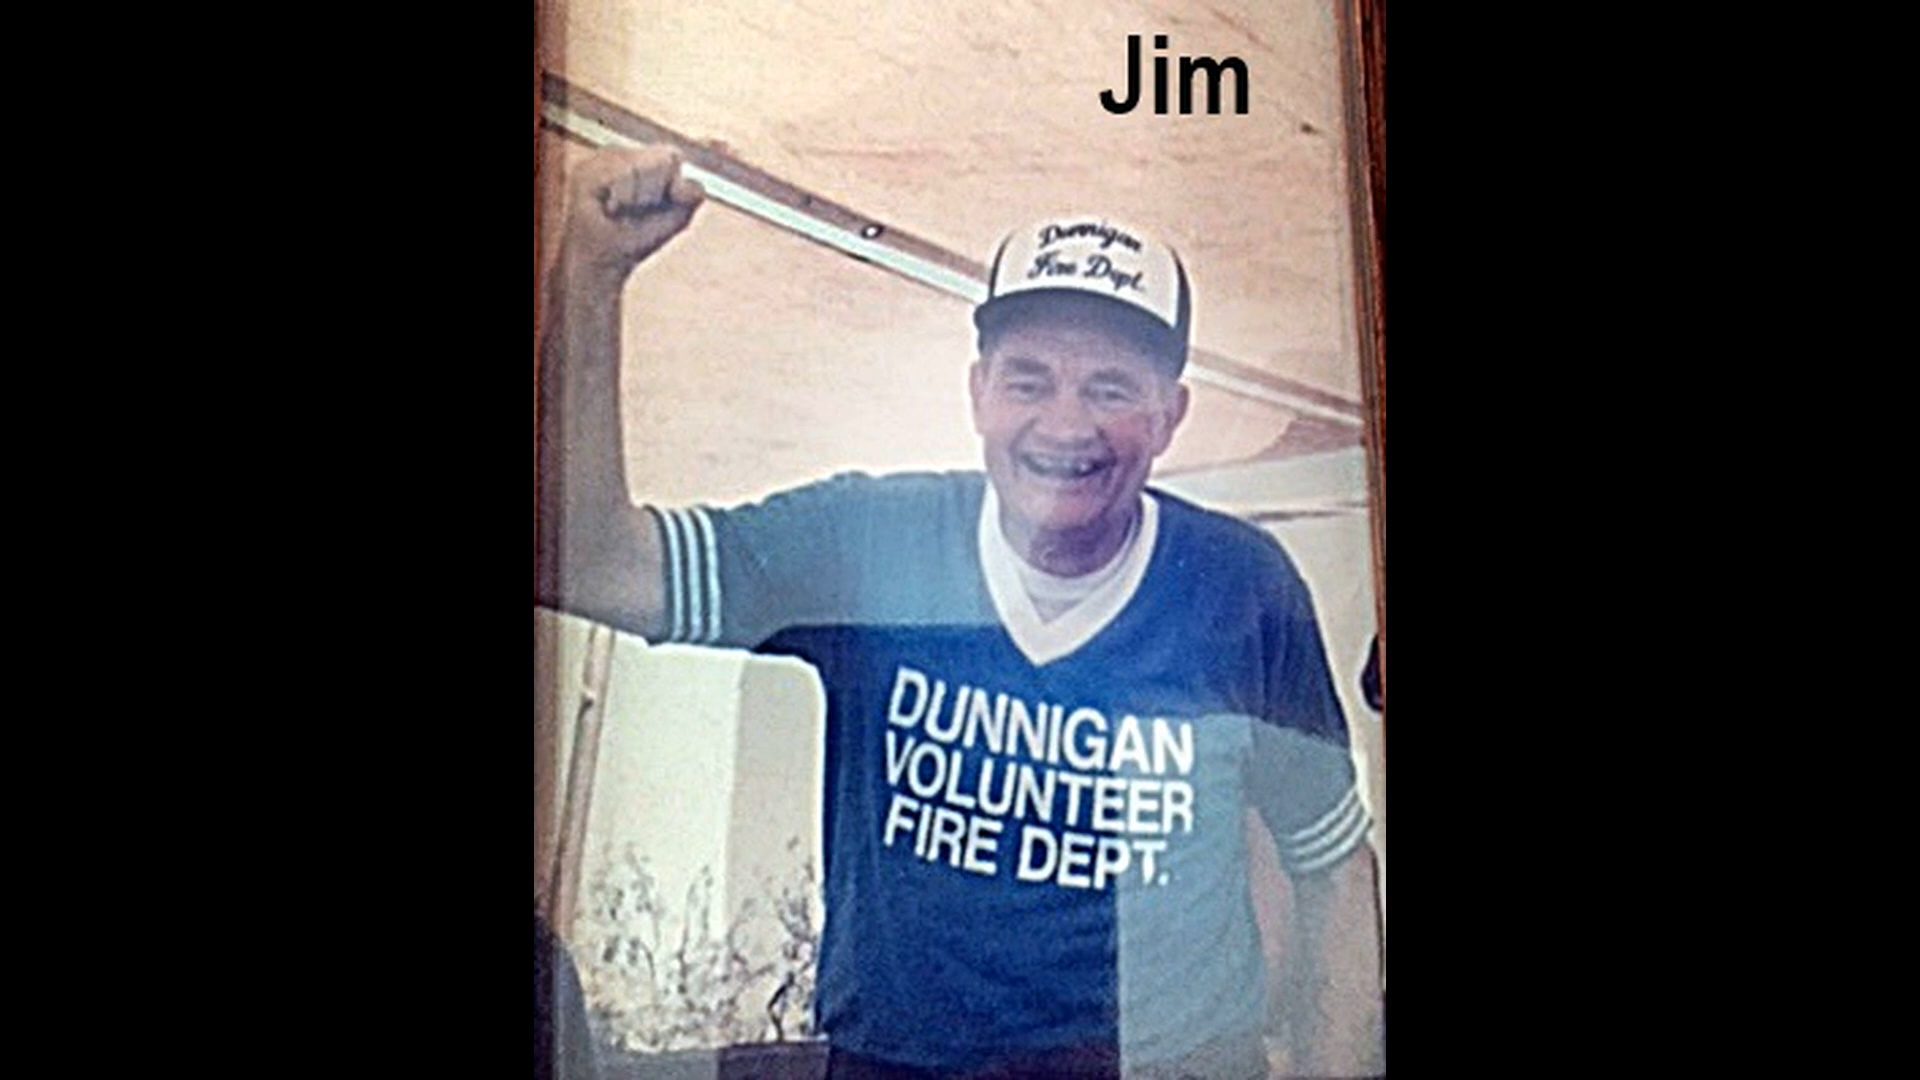 Jim
Dunnigan
Fire Dept.
DUNNIGAN
VOLUNTEER
FIRE DEPT.